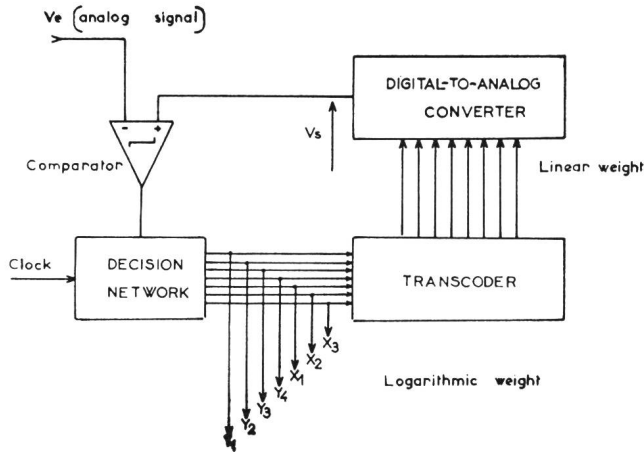 Ve (analog signal)
DIGITAL-TO-ANALOG
CONVERTER
- +
Vs
Comparator
Linear weight
Clock
DECISION
NETWORK
TRANSCODER
X3
X2
X1
Y4
Y3
Y2
Logarithmic weight